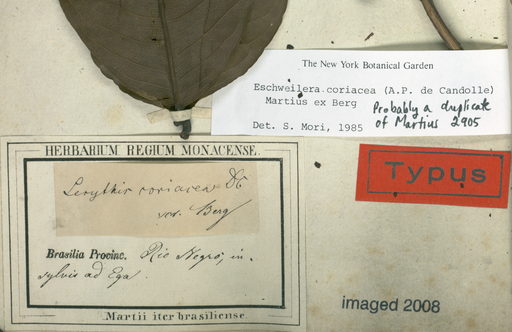 The New York Botanical Garden
Eschweilera coriacea (A.P. de Candolle)
Martius ex Berg
Probably a duplicate
of Martius 2905
Det. S. Mori, 1985
Typus
HERBARIUM REGIUM MONACENSE.
Lecythis coriacea DC
Berg
Brasilia Provinc. Rio Negro; in
sylvis ad Ega.
Martii iter brasiliense.
imaged 2008